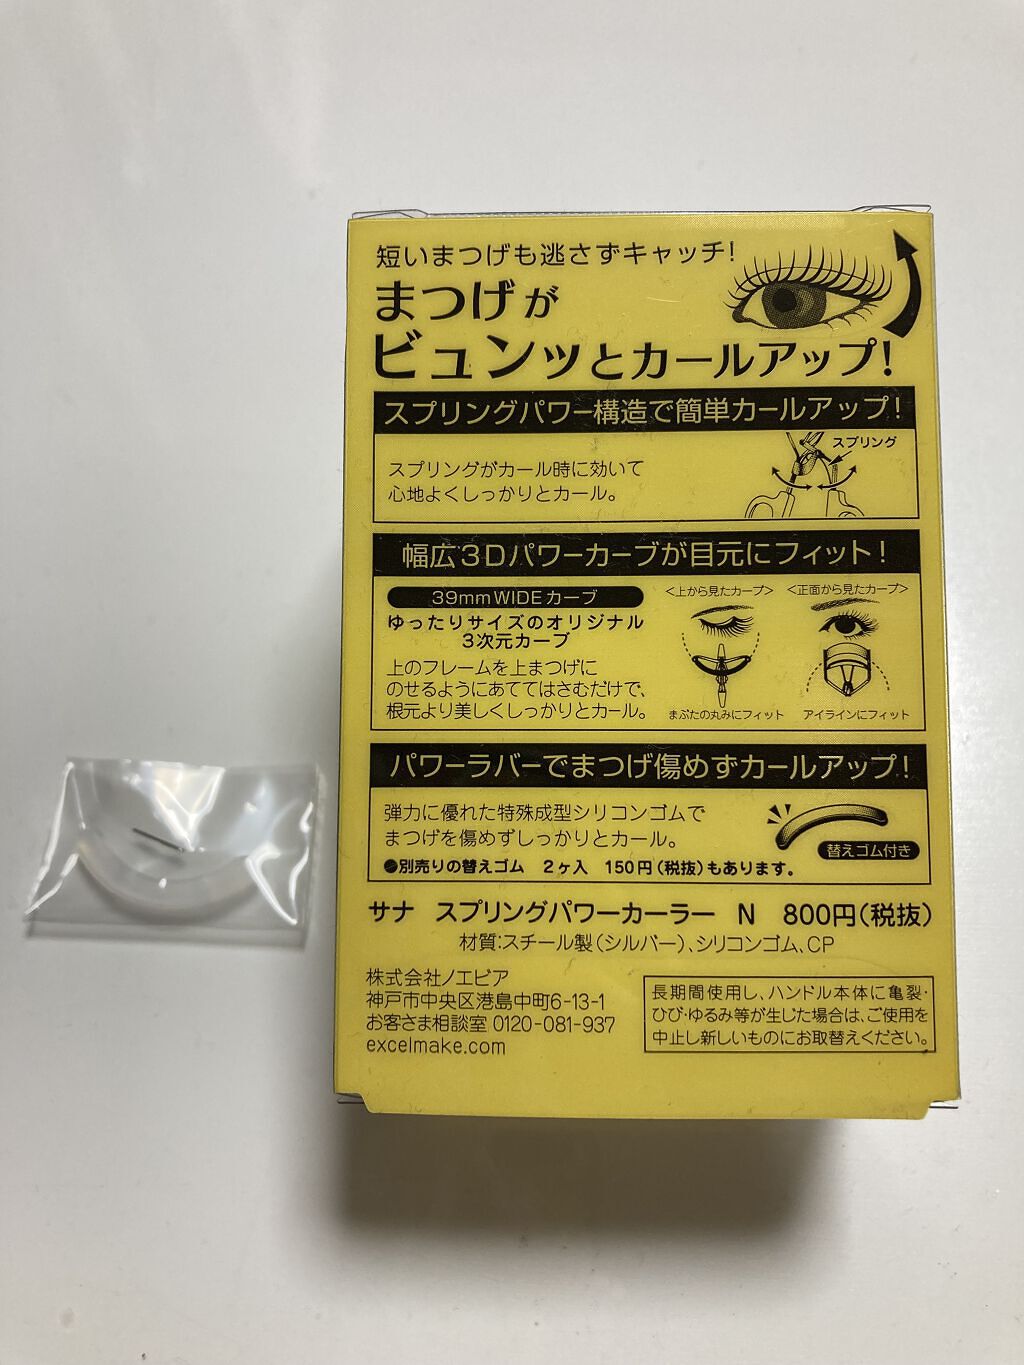 短いまつげも逃さずキャッチ!
まつげが
ビュンッとカールアップ!
スプリングパワー構造で簡単カールアップ!
スプリング
スプリングがカール時に効いて
心地よくしっかりとカール。
幅広3Dパワーカーブが目元にフィット!
39mm WIDEカーブ
ゆったりサイズのオリジナル
3次元カーブ
上のフレームを上まつげに
のせるようにあててはさむだけで、
根元より美しくしっかりとカール。
<上から見たカーブ>
<正面から見たカーブ>
まぶたの丸みにフィット
アイラインにフィット
パワーラバーでまつげ傷めずカールアップ!
弾力に優れた特殊成型シリコンゴムで
まつげを傷めずしっかりとカール。
替えゴム付き
●別売りの替えゴム 2ヶ入 150円(税抜)もあります。
サナ スプリングパワーカーラー N 800円(税抜)
材質:スチール製(シルバー)、シリコンゴム、CP
株式会社ノエビア
神戸市中央区港島中町6-13-1
お客さま相談室 0120-081-937
excelmake.com
長期間使用し、ハンドル本体に亀裂・
ひび・ゆるみ等が生じた場合は、ご使用を
中止し新しいものにお取替えください。